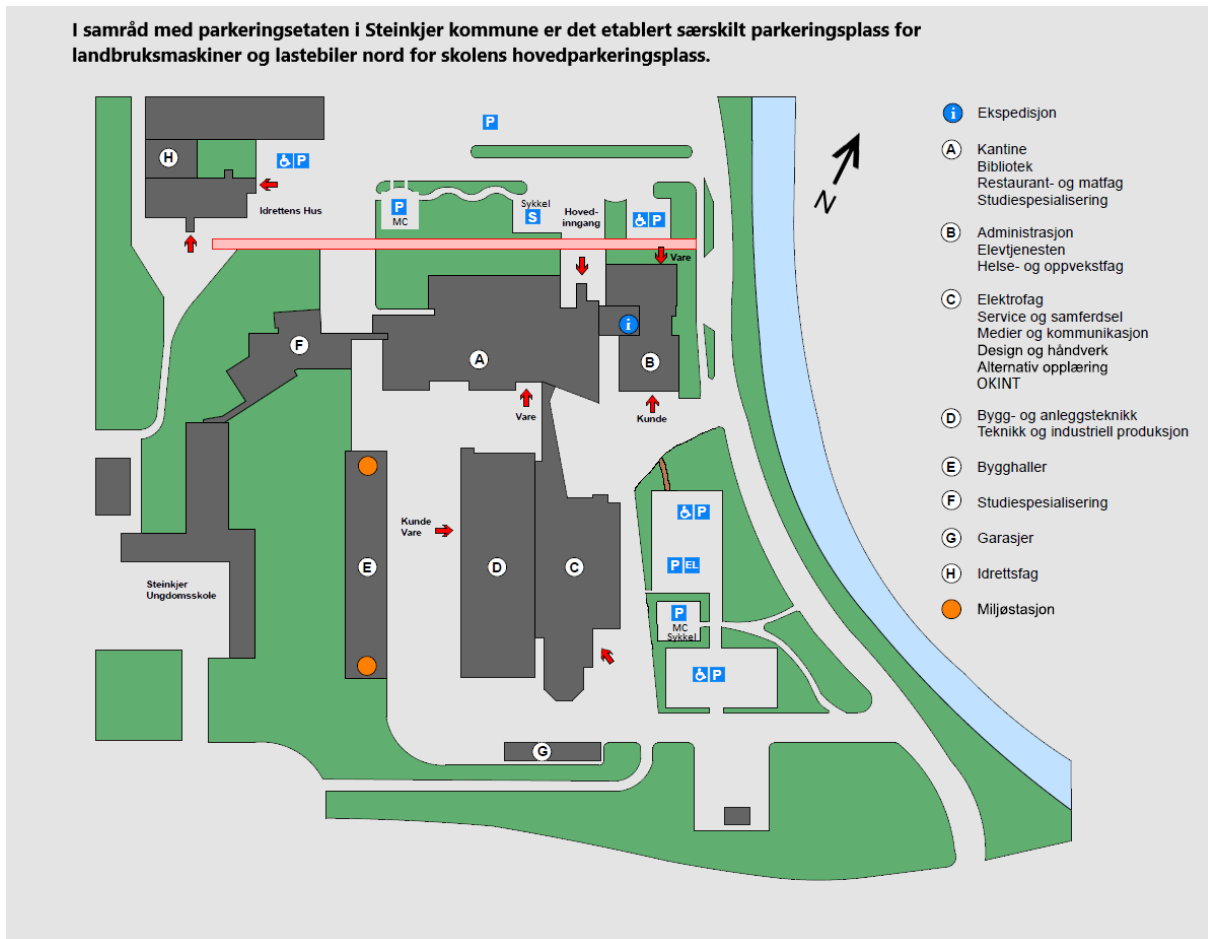 I samråd med parkeringsetaten i Steinkjer kommune er det etablert særskilt parkeringsplass for
landbruksmaskiner og lastebiler nord for skolens hovedparkeringsplass.
P
H
P
Idrettens Hus
P
MC
Sykkel
S
Hoved-
inngang
P
Vare
N
F
A
i
B
Vare
Kunde
Kunde
Vare
E
D
C
P
P EL
P
MC
Sykkel
P
Steinkjer
Ungdomsskole
G
i Ekspedisjon
A Kantine
Bibliotek
Restaurant- og matfag
Studiespesialisering
B Administrasjon
Elevtjenesten
Helse- og oppvekstfag
C Elektrofag
Service og samferdsel
Medier og kommunikasjon
Design og håndverk
Alternativ opplæring
OKINT
D Bygg- og anleggsteknikk
Teknikk og industriell produksjon
E Bygghaller
F Studiespesialisering
G Garasjer
H Idrettsfag
Miljøstasjon